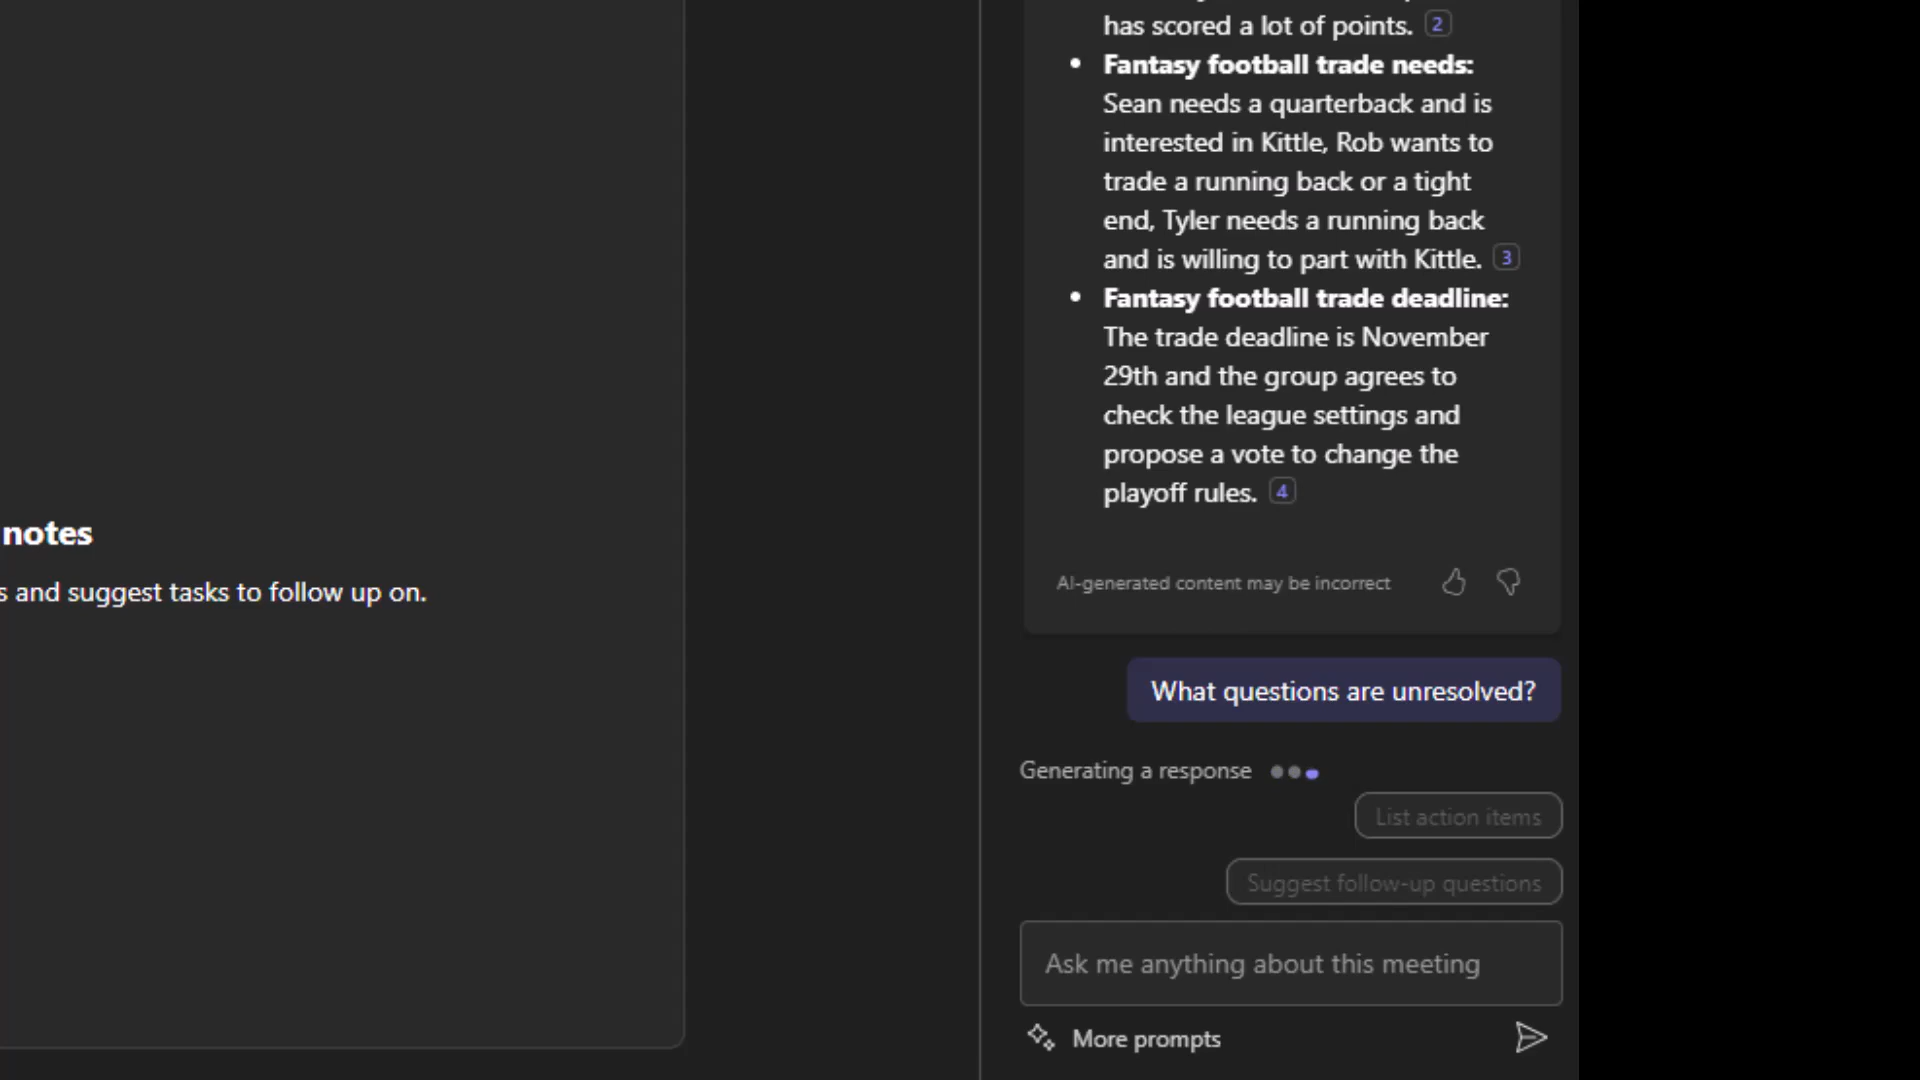 notes
s and suggest tasks to follow up on.
has scored a lot of points. 2
Fantasy football trade needs:
Sean needs a quarterback and is
interested in Kittle, Rob wants to
trade a running back or a tight
end, Tyler needs a running back
and is willing to part with Kittle. 3
Fantasy football trade deadline:
The trade deadline is November
29th and the group agrees to
check the league settings and
propose a vote to change the
playoff rules. 4
AI-generated content may be incorrect
What questions are unresolved?
Generating a response
List action items
Suggest follow-up questions
Ask me anything about this meeting
More prompts